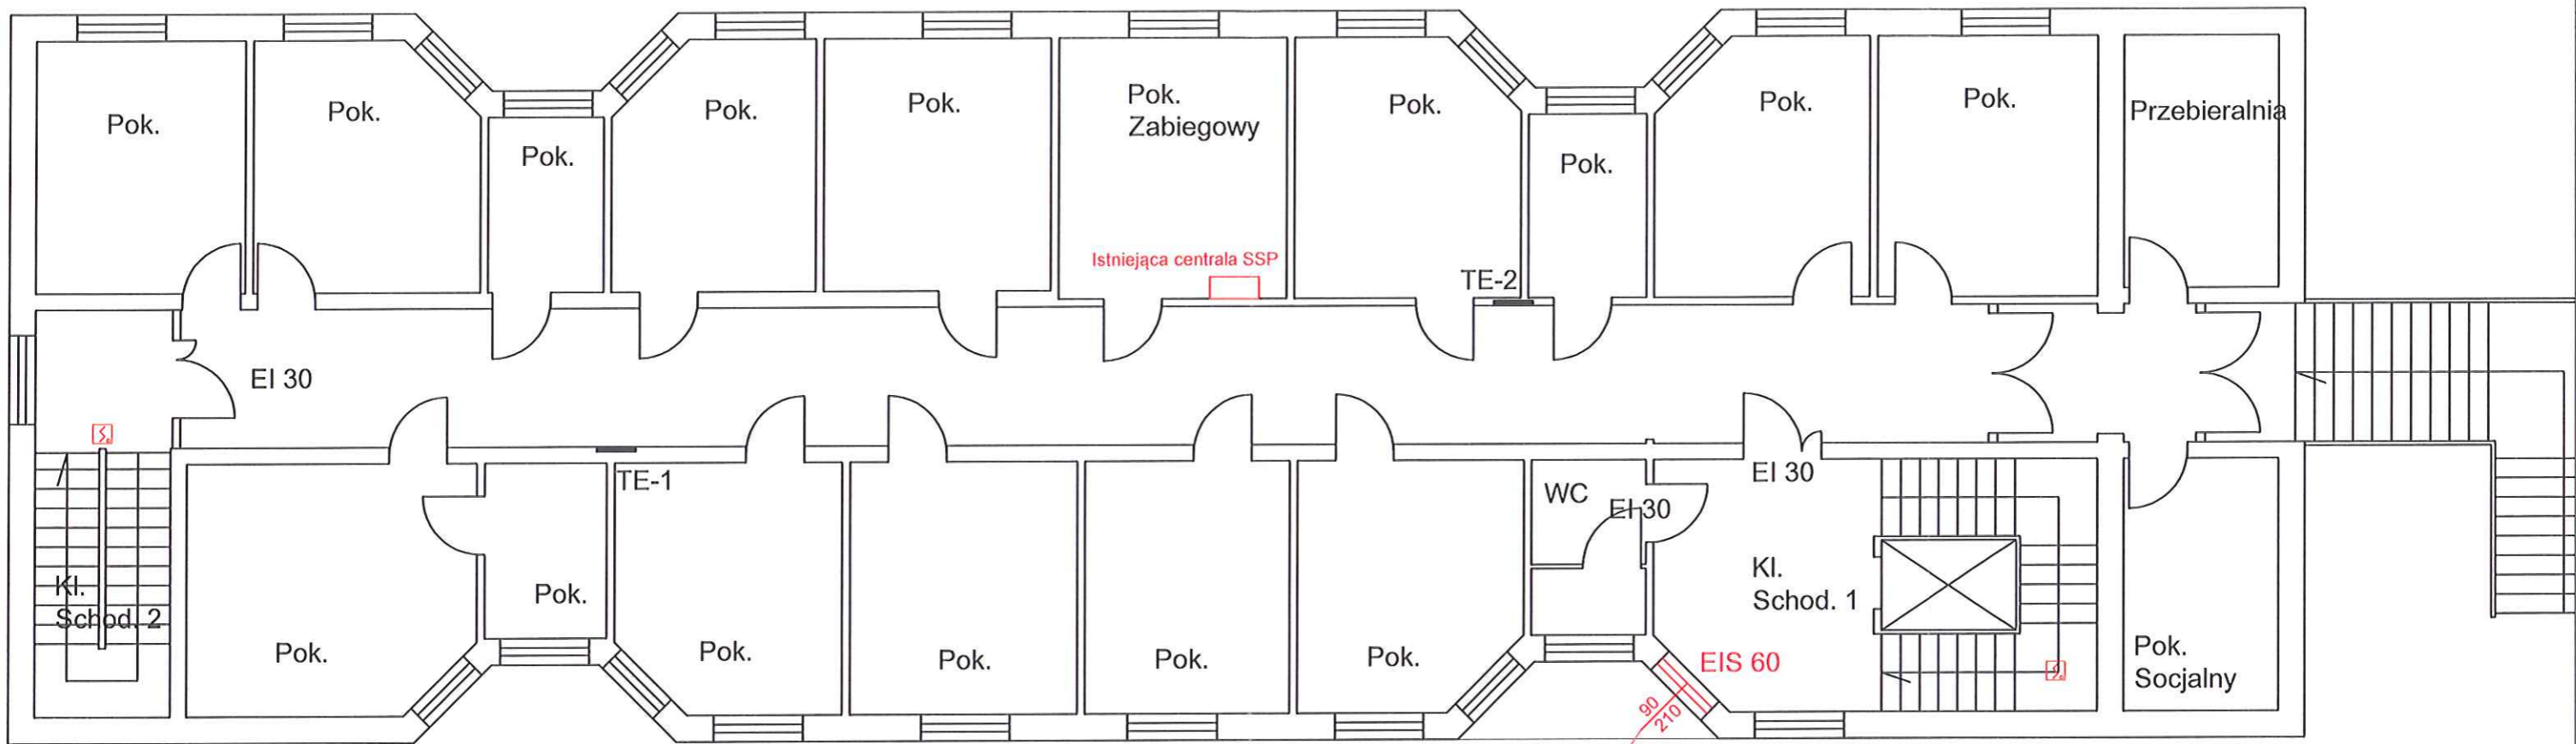 Pok.
Pok.
Pok.
Pok.
Pok.
Pok.
Zabiegowy
Pok.
Pok.
Pok.
Pok.
Przebieralnia
Istniejąca centrala SSP
TE-2
EI 30
TE-1
WC
EI 30
EI 30
Kl.
Schod. 2
Pok.
Pok.
Pok.
Pok.
Pok.
Pok.
Kl.
Schod. 1
EIS 60
90
210
Pok.
Socjalny